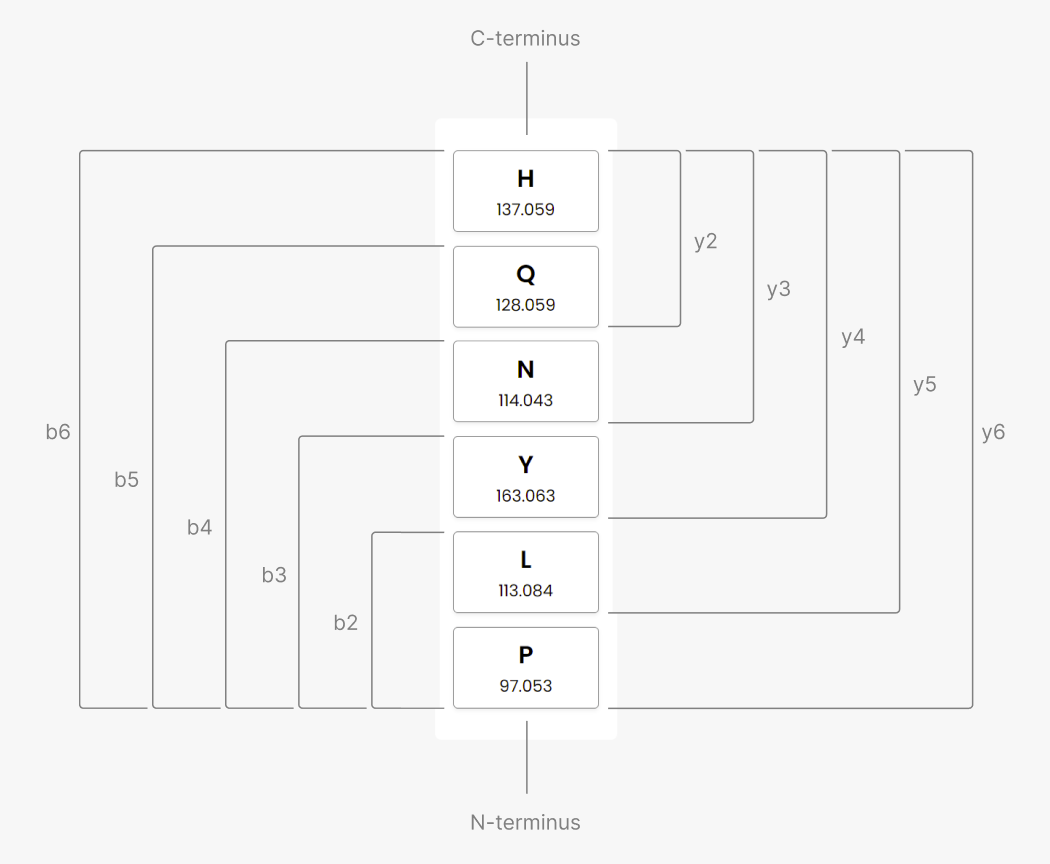 C-terminus
H
137.059
y2
Q
128.059
y3
y4
N
114.043
y5
b6
y6
Y
163.063
b5
b4
L
113.084
b3
b2
P
97.053
N-terminus